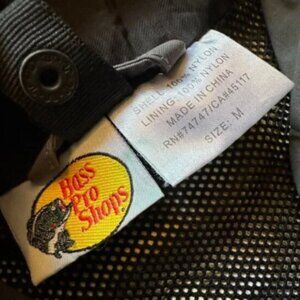 Bass
Pro
Shops
SHELL: 100% NYLON
LINING: 100% NYLON
MADE IN CHINA
RN#74747/CA#45117
SIZE: M